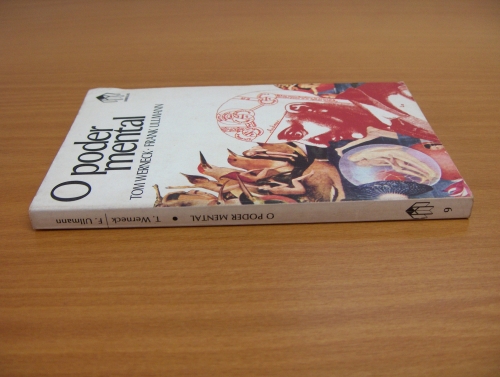 O poder
mental
TOM WERNECK · FRANK ULLMANN
T. Werneck / F. Ullmann • O PODER MENTAL
9